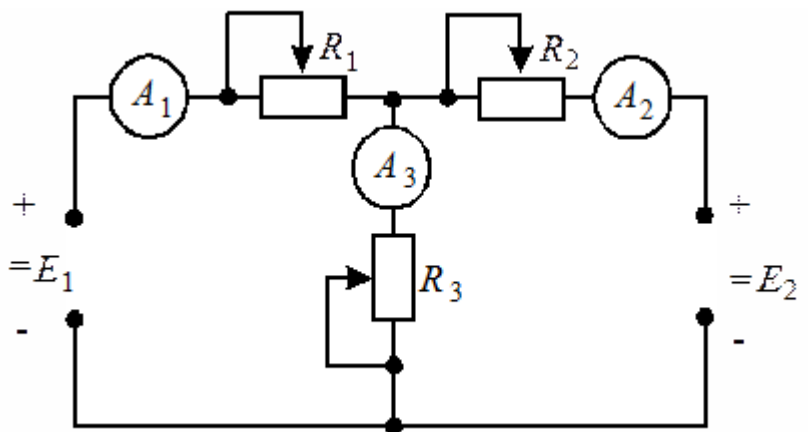 R1
R2
A1
A2
A3
+
÷
=E1
R3
=E2
-
-